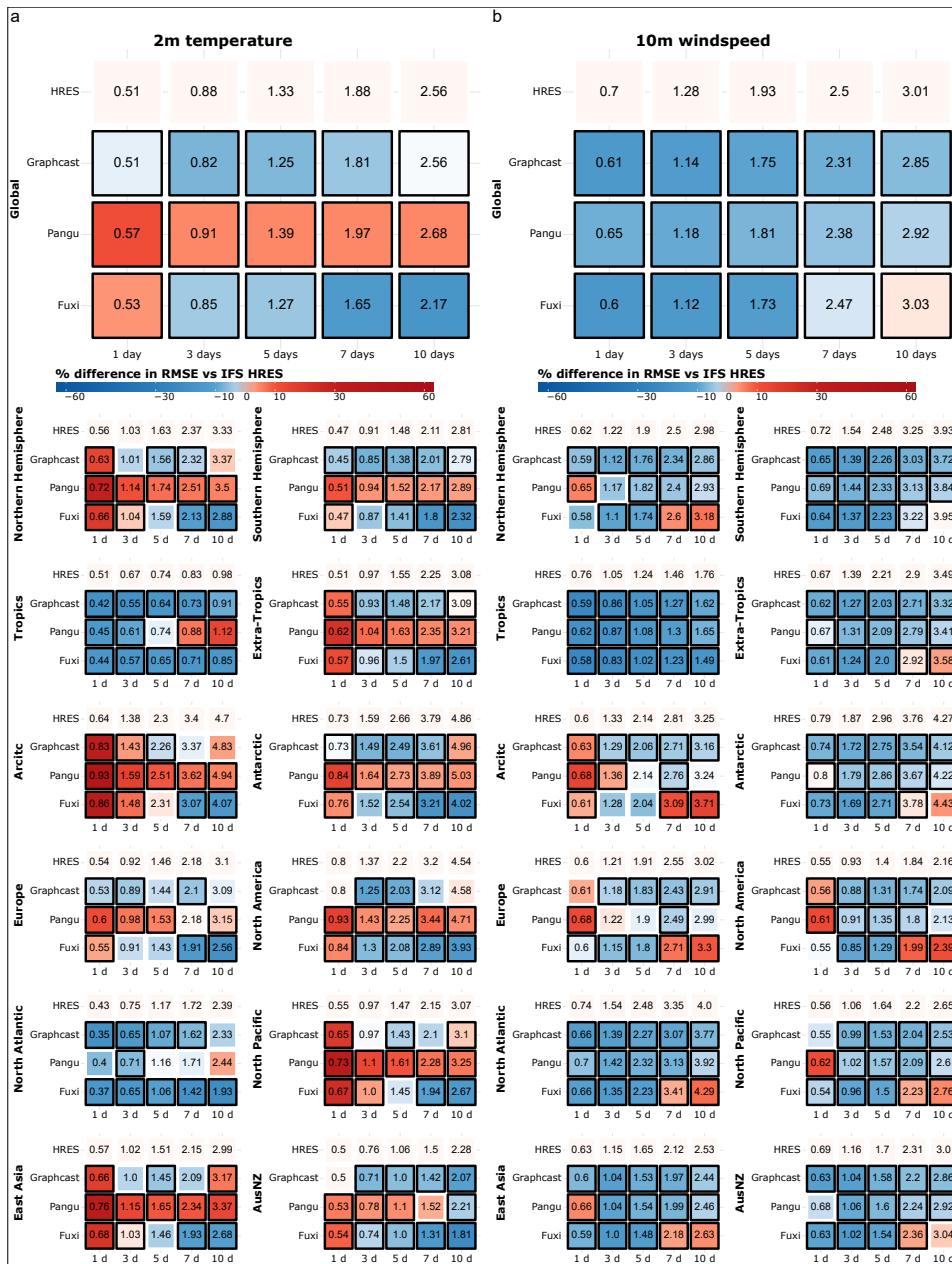 a
b
2m temperature
10m windspeed
Global
HRES 0.51 0.88 1.33 1.88 2.56
Graphcast 0.51 0.82 1.25 1.81 2.56
Pangu 0.57 0.91 1.39 1.97 2.68
Fuxi 0.53 0.85 1.27 1.65 2.17
1 day 3 days 5 days 7 days 10 days
Global
HRES 0.7 1.28 1.93 2.5 3.01
Graphcast 0.61 1.14 1.75 2.31 2.85
Pangu 0.65 1.18 1.81 2.38 2.92
Fuxi 0.6 1.12 1.73 2.47 3.03
1 day 3 days 5 days 7 days 10 days
% difference in RMSE vs IFS HRES
−60 −30 −10 0 10 30 60
% difference in RMSE vs IFS HRES
−60 −30 −10 0 10 30 60
Northern Hemisphere
HRES 0.56 1.03 1.63 2.37 3.33
Graphcast 0.63 1.01 1.56 2.32 3.37
Pangu 0.72 1.14 1.74 2.51 3.5
Fuxi 0.66 1.04 1.59 2.13 2.88
1 d 3 d 5 d 7 d 10 d
Southern Hemisphere
0.47 0.91 1.48 2.11 2.81
0.45 0.85 1.38 2.01 2.79
0.51 0.94 1.52 2.17 2.89
0.47 0.87 1.41 1.8 2.32
1 d 3 d 5 d 7 d 10 d
Northern Hemisphere
HRES 0.62 1.22 1.9 2.5 2.98
Graphcast 0.59 1.12 1.76 2.34 2.86
Pangu 0.65 1.17 1.82 2.4 2.93
Fuxi 0.58 1.1 1.74 2.6 3.18
1 d 3 d 5 d 7 d 10 d
Southern Hemisphere
0.72 1.54 2.48 3.25 3.93
0.65 1.39 2.26 3.03 3.72
0.69 1.44 2.33 3.13 3.84
0.64 1.37 2.23 3.22 3.95
1 d 3 d 5 d 7 d 10 d
Tropics
HRES 0.51 0.67 0.74 0.83 0.98
Graphcast 0.42 0.55 0.64 0.73 0.91
Pangu 0.45 0.61 0.74 0.88 1.12
Fuxi 0.44 0.57 0.65 0.71 0.85
1 d 3 d 5 d 7 d 10 d
Extra-Tropics
0.51 0.97 1.55 2.25 3.08
0.55 0.93 1.48 2.17 3.09
0.62 1.04 1.63 2.35 3.21
0.57 0.96 1.5 1.97 2.61
1 d 3 d 5 d 7 d 10 d
Tropics
HRES 0.76 1.05 1.24 1.46 1.76
Graphcast 0.59 0.86 1.05 1.27 1.62
Pangu 0.62 0.87 1.08 1.3 1.65
Fuxi 0.58 0.83 1.02 1.23 1.49
1 d 3 d 5 d 7 d 10 d
Extra-Tropics
0.67 1.39 2.21 2.9 3.49
0.62 1.27 2.03 2.71 3.32
0.67 1.31 2.09 2.79 3.41
0.61 1.24 2.0 2.92 3.58
1 d 3 d 5 d 7 d 10 d
Arcitc
HRES 0.64 1.38 2.3 3.4 4.7
Graphcast 0.83 1.43 2.26 3.37 4.83
Pangu 0.93 1.59 2.51 3.62 4.94
Fuxi 0.86 1.48 2.31 3.07 4.07
1 d 3 d 5 d 7 d 10 d
Antarctic
0.73 1.59 2.66 3.79 4.86
0.73 1.49 2.49 3.61 4.96
0.84 1.64 2.73 3.89 5.03
0.76 1.52 2.54 3.21 4.02
1 d 3 d 5 d 7 d 10 d
Arcitc
HRES 0.6 1.33 2.14 2.81 3.25
Graphcast 0.63 1.29 2.06 2.71 3.16
Pangu 0.68 1.36 2.14 2.76 3.24
Fuxi 0.61 1.28 2.04 3.09 3.71
1 d 3 d 5 d 7 d 10 d
Antarctic
0.79 1.87 2.96 3.76 4.27
0.74 1.72 2.75 3.54 4.12
0.8 1.79 2.86 3.67 4.22
0.73 1.69 2.71 3.78 4.43
1 d 3 d 5 d 7 d 10 d
Europe
HRES 0.54 0.92 1.46 2.18 3.1
Graphcast 0.53 0.89 1.44 2.1 3.09
Pangu 0.6 0.98 1.53 2.18 3.15
Fuxi 0.55 0.91 1.43 1.91 2.56
1 d 3 d 5 d 7 d 10 d
North America
0.8 1.37 2.2 3.2 4.54
0.8 1.25 2.03 3.12 4.58
0.93 1.43 2.25 3.44 4.71
0.84 1.3 2.08 2.89 3.93
1 d 3 d 5 d 7 d 10 d
Europe
HRES 0.6 1.21 1.91 2.55 3.02
Graphcast 0.61 1.18 1.83 2.43 2.91
Pangu 0.68 1.22 1.9 2.49 2.99
Fuxi 0.6 1.15 1.8 2.71 3.3
1 d 3 d 5 d 7 d 10 d
North America
0.55 0.93 1.4 1.84 2.16
0.56 0.88 1.31 1.74 2.09
0.61 0.91 1.35 1.8 2.13
0.55 0.85 1.29 1.99 2.39
1 d 3 d 5 d 7 d 10 d
North Atlantic
HRES 0.43 0.75 1.17 1.72 2.39
Graphcast 0.35 0.65 1.07 1.62 2.33
Pangu 0.4 0.71 1.16 1.71 2.44
Fuxi 0.37 0.65 1.06 1.42 1.93
1 d 3 d 5 d 7 d 10 d
North Pacific
0.55 0.97 1.47 2.15 3.07
0.65 0.97 1.43 2.1 3.1
0.73 1.1 1.61 2.28 3.25
0.67 1.0 1.45 1.94 2.67
1 d 3 d 5 d 7 d 10 d
North Atlantic
HRES 0.74 1.54 2.48 3.35 4.0
Graphcast 0.66 1.39 2.27 3.07 3.77
Pangu 0.7 1.42 2.32 3.13 3.92
Fuxi 0.66 1.35 2.23 3.41 4.29
1 d 3 d 5 d 7 d 10 d
North Pacific
0.56 1.06 1.64 2.2 2.65
0.55 0.99 1.53 2.04 2.53
0.62 1.02 1.57 2.09 2.6
0.54 0.96 1.5 2.23 2.76
1 d 3 d 5 d 7 d 10 d
East Asia
HRES 0.57 1.02 1.51 2.15 2.99
Graphcast 0.66 1.0 1.45 2.09 3.17
Pangu 0.76 1.15 1.65 2.34 3.37
Fuxi 0.68 1.03 1.46 1.93 2.68
1 d 3 d 5 d 7 d 10 d
AusNZ
0.5 0.76 1.06 1.5 2.28
0.5 0.71 1.0 1.42 2.07
0.53 0.78 1.1 1.52 2.21
0.54 0.74 1.0 1.31 1.81
1 d 3 d 5 d 7 d 10 d
East Asia
HRES 0.63 1.15 1.65 2.12 2.53
Graphcast 0.6 1.04 1.53 1.97 2.44
Pangu 0.66 1.04 1.54 1.99 2.46
Fuxi 0.59 1.0 1.48 2.18 2.63
1 d 3 d 5 d 7 d 10 d
AusNZ
0.69 1.16 1.7 2.31 3.0
0.63 1.04 1.58 2.2 2.86
0.68 1.06 1.6 2.24 2.92
0.63 1.02 1.54 2.36 3.04
1 d 3 d 5 d 7 d 10 d